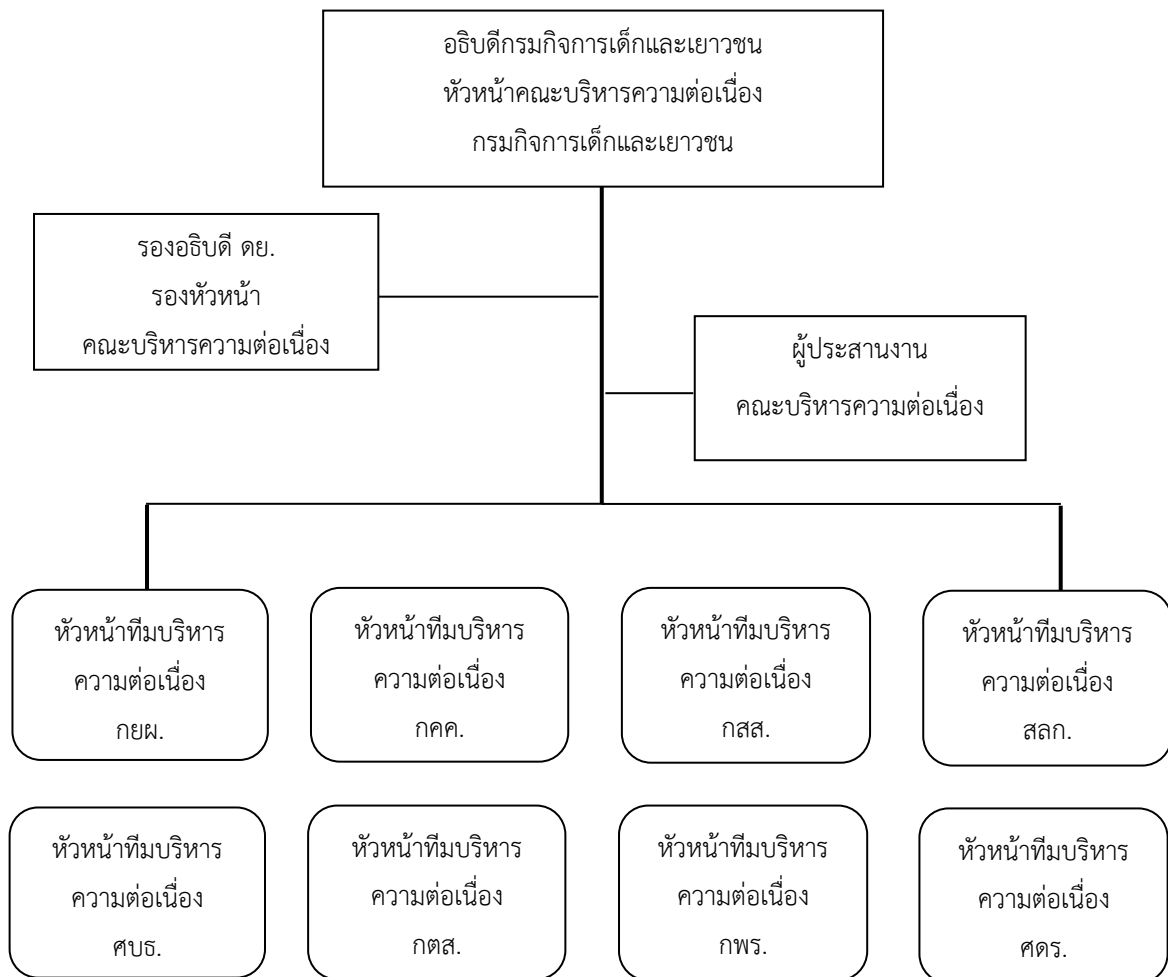 อธิบดีกรมกิจการเด็กและเยาวชน
หัวหน้าคณะบริหารความต่อเนื่อง
กรมกิจการเด็กและเยาวชน
รองอธิบดี ดย.
รองหัวหน้า
คณะบริหารความต่อเนื่อง
ผู้ประสานงาน
คณะบริหารความต่อเนื่อง
หัวหน้าทีมบริหาร
ความต่อเนื่อง
กยผ.
หัวหน้าทีมบริหาร
ความต่อเนื่อง
กคค.
หัวหน้าทีมบริหาร
ความต่อเนื่อง
กสส.
หัวหน้าทีมบริหาร
ความต่อเนื่อง
สลก.
หัวหน้าทีมบริหาร
ความต่อเนื่อง
ศบธ.
หัวหน้าทีมบริหาร
ความต่อเนื่อง
กตส.
หัวหน้าทีมบริหาร
ความต่อเนื่อง
กพร.
หัวหน้าทีมบริหาร
ความต่อเนื่อง
ศดร.